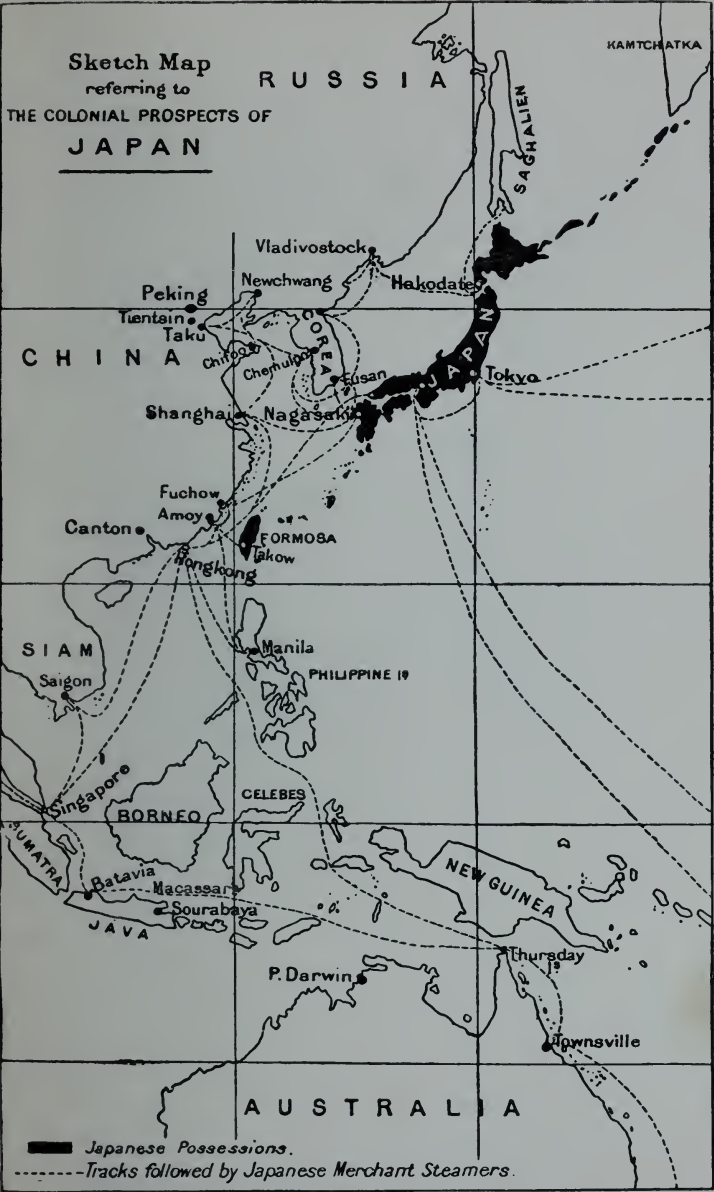 Sketch Map
referring to
THE COLONIAL PROSPECTS OF
JAPAN
RUSSIA
KAMTCHATKA
SAGHALIEN
Vladivostock
Newchwang
Hakodate
Peking
Tientsin
Taku
COREA
CHINA
Chifoo
Chemulpo
Fusan
JAPAN
Tokyo
Shanghai
Nagasaki
Fuchow
Amoy
Canton
FORMOSA
Takow
Hongkong
SIAM
Manila
Saigon
PHILIPPINE Is
Singapore
CELEBES
BORNEO
SUMATRA
Batavia
Macassar
NEW GUINEA
Sourabaya
JAVA
Thursday
Is
P. Darwin
Townsville
AUSTRALIA
Japanese Possessions.
Tracks followed by Japanese Merchant Steamers.